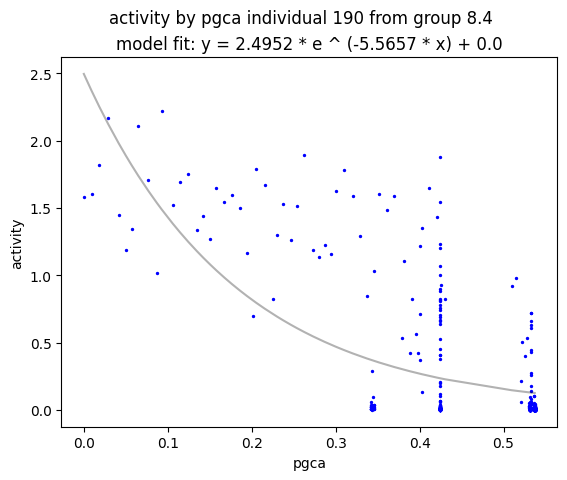 activity by pgca individual 190 from group 8.4
model fit: y = 2.4952 * e ^ (-5.5657 * x) + 0.0
2.5
2.0
1.5
1.0
0.5
0.0
activity
0.0 0.1 0.2 0.3 0.4 0.5
pgca